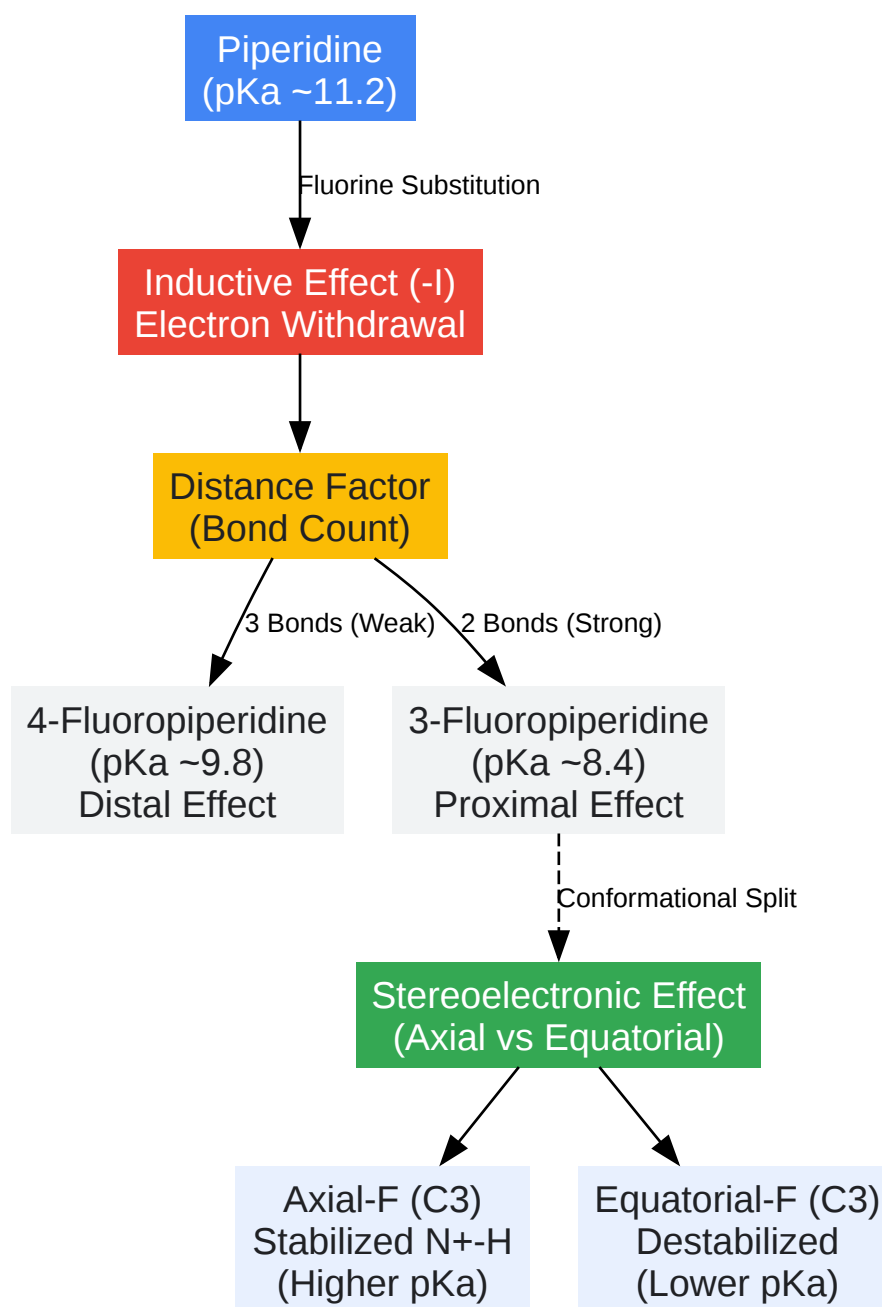 Piperidine
(pKa ~11.2)
Fluorine Substitution
Inductive Effect (-I)
Electron Withdrawal
Distance Factor
(Bond Count)
3 Bonds (Weak)
2 Bonds (Strong)
4-Fluoropiperidine
(pKa ~9.8)
Distal Effect
3-Fluoropiperidine
(pKa ~8.4)
Proximal Effect
Conformational Split
Stereoelectronic Effect
(Axial vs Equatorial)
Axial-F (C3)
Stabilized N+-H
(Higher pKa)
Equatorial-F (C3)
Destabilized
(Lower pKa)